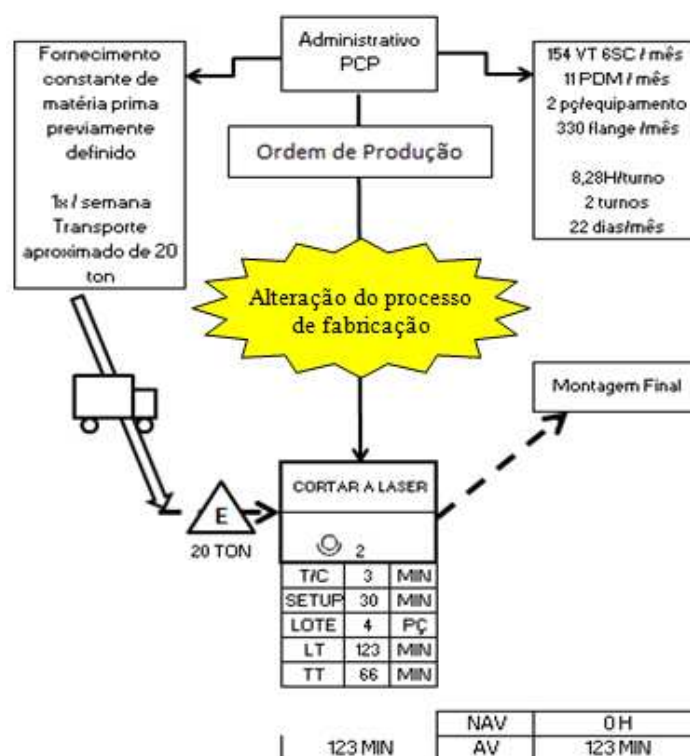 Administrativo
PCP
Fornecimento
constante de
matéria prima
previamente
definido
1x / semana
Transporte
aproximado de 20
ton
154 VT 6SC / mês
11 PDM / mês
2 pç/equipamento
330 flange /mês
8,28H/turno
2 turnos
22 dias/mês
Ordem de Produção
Alteração do processo
de fabricação
Montagem Final
E
20 TON
CORTAR A LASER
2
T/C 3 MIN
SETUP 30 MIN
LOTE 4 PÇ
LT 123 MIN
TT 66 MIN
NAV 0 H
123 MIN AV 123 MIN